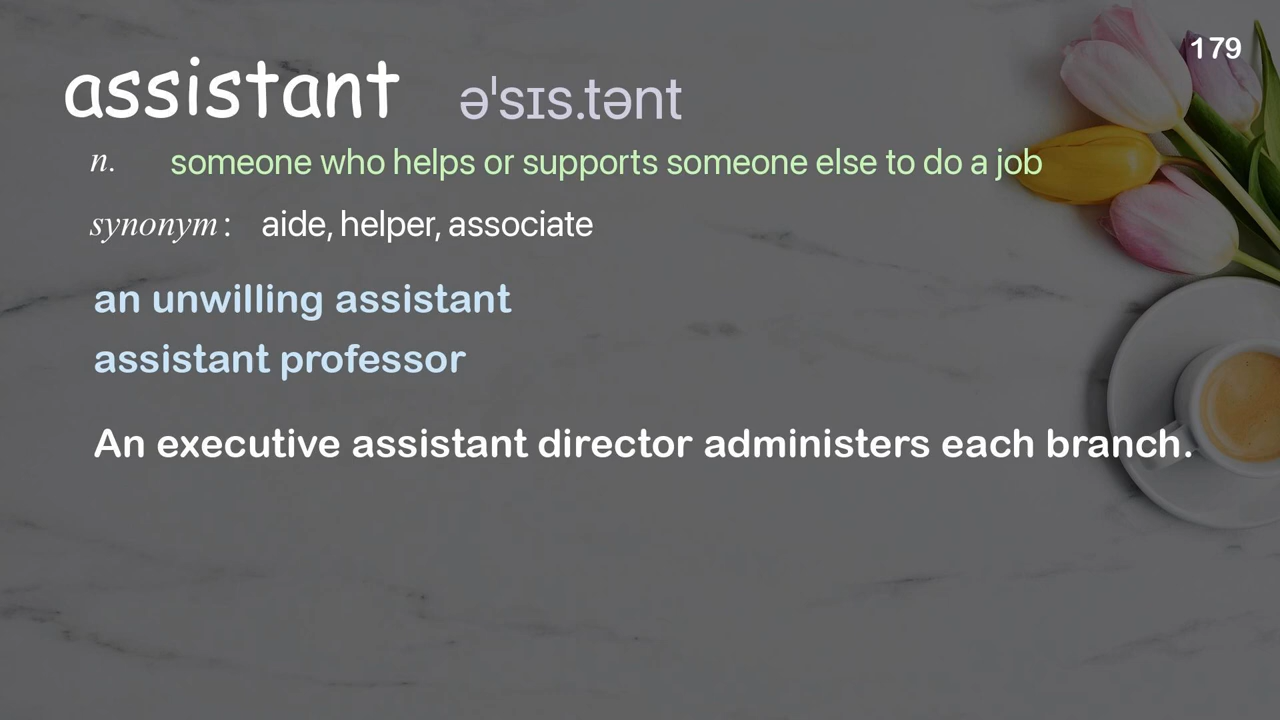 179
assistant əˈsɪs.tənt
n. someone who helps or supports someone else to do a job
synonym: aide, helper, associate
an unwilling assistant
assistant professor
An executive assistant director administers each branch.